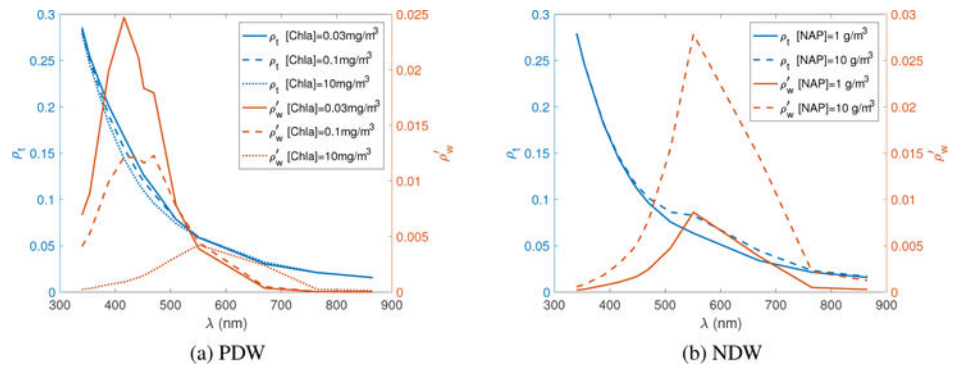 0.3
0.25
0.2
0.15
0.1
0.05
0
ρt
300 400 500 600 700 800 900
λ (nm)
0.025
0.02
0.015
0.01
0.005
0
ρ'w
ρt [Chla]=0.03mg/m³
ρt [Chla]=0.1mg/m³
ρt [Chla]=10mg/m³
ρ'w [Chla]=0.03mg/m³
ρ'w [Chla]=0.1mg/m³
ρ'w [Chla]=10mg/m³
(a) PDW
0.3
0.25
0.2
0.15
0.1
0.05
0
ρt
300 400 500 600 700 800 900
λ (nm)
0.03
0.025
0.02
0.015
0.01
0.005
0
ρ'w
ρt [NAP]=1 g/m³
ρt [NAP]=10 g/m³
ρ'w [NAP]=1 g/m³
ρ'w [NAP]=10 g/m³
(b) NDW